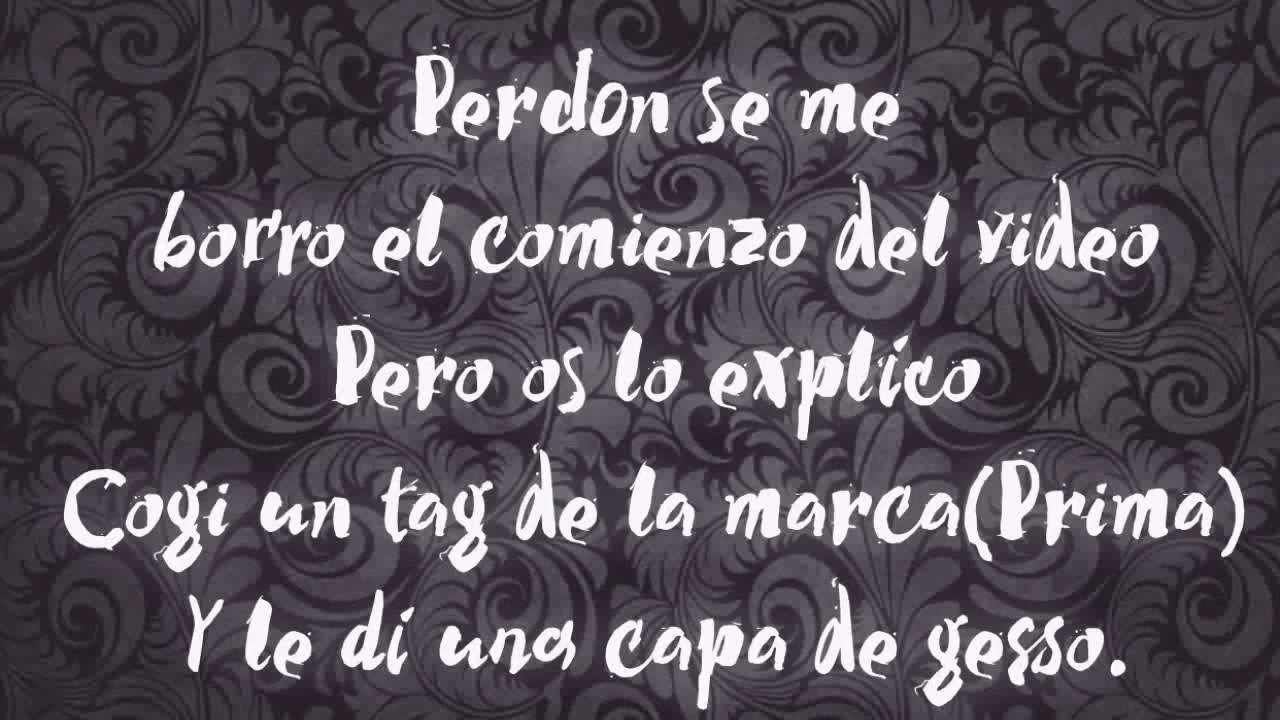 Perdon se me
borro el comienzo del video
Pero os lo explico
Cogi un tag de la marca(Prima)
Y le di una capa de gesso.